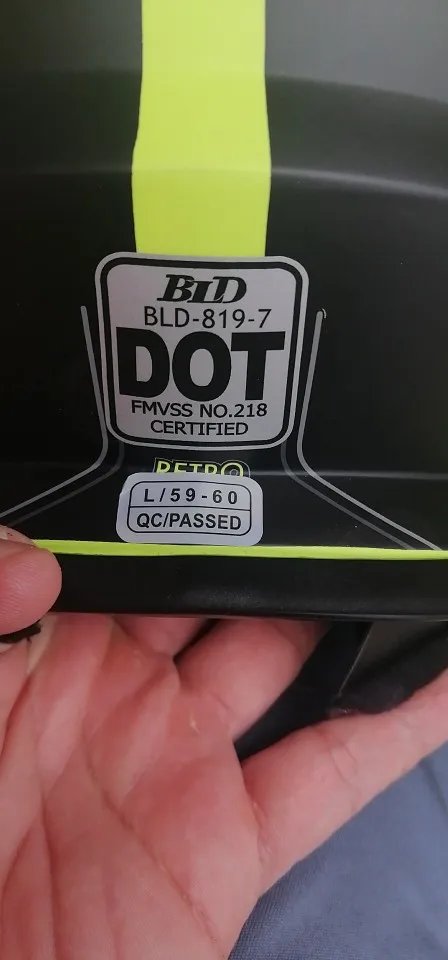 BLD
BLD-819-7
DOT
FMVSS NO.218
CERTIFIED
RETRO
L/59-60
QC/PASSED